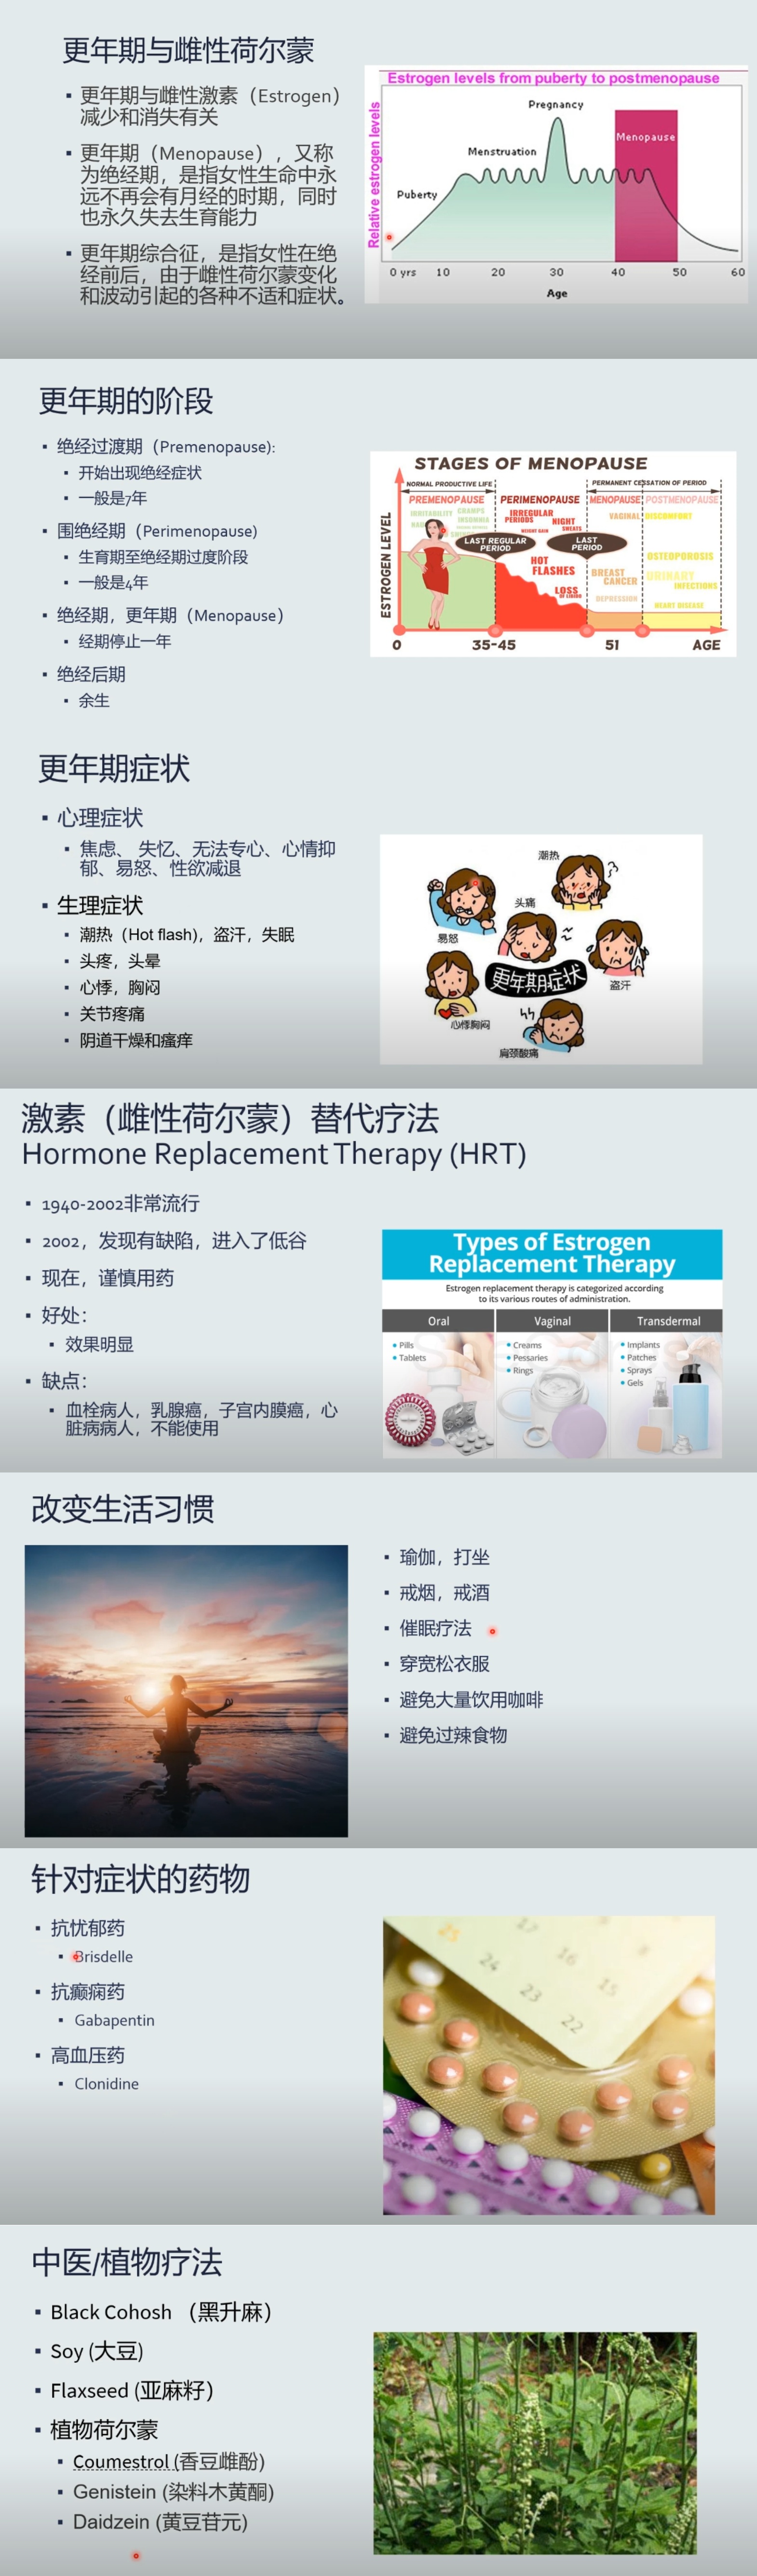 更年期与雌性荷尔蒙
▪ 更年期与雌性激素（Estrogen）
减少和消失有关
▪ 更年期（Menopause），又称
为绝经期，是指女性生命中永
远不再会有月经的时期，同时
也永久失去生育能力
▪ 更年期综合征，是指女性在绝
经前后，由于雌性荷尔蒙变化
和波动引起的各种不适和症状。
Estrogen levels from puberty to postmenopause
Relative estrogen levels
Pregnancy
Menopause
Menstruation
Puberty
0 yrs 10 20 30 40 50 60
Age
更年期的阶段
▪ 绝经过渡期（Premenopause):
▪ 开始出现绝经症状
▪ 一般是7年
▪ 围绝经期（Perimenopause)
▪ 生育期至绝经期过度阶段
▪ 一般是4年
▪ 绝经期，更年期（Menopause）
▪ 经期停止一年
▪ 绝经后期
▪ 余生
STAGES OF MENOPAUSE
NORMAL PRODUCTIVE LIFE
PERMANENT CESSATION OF PERIOD
PREMENOPAUSE PERIMENOPAUSE MENOPAUSE POSTMENOPAUSE
ESTROGEN LEVEL
IRRITABILITY
CRAMPS
INSOMNIA
IRREGULAR
PERIODS
WEIGHT GAIN
NIGHT
SWEATS
VAGINAL DISCOMFORT
LAST REGULAR
PERIOD
LAST
PERIOD
HOT
FLASHES
LOSS
OF LIBIDO
BREAST
CANCER
DEPRESSION
OSTEOPOROSIS
URINARY
INFECTIONS
HEART DISEASE
0 35-45 51 AGE
更年期症状
▪ 心理症状
▪ 焦虑、 失忆、无法专心、心情抑
郁、易怒、性欲减退
▪ 生理症状
▪ 潮热（Hot flash)，盗汗，失眠
▪ 头疼，头晕
▪ 心悸，胸闷
▪ 关节疼痛
▪ 阴道干燥和瘙痒
潮热
头痛
易怒
更年期症状
盗汗
心悸胸闷
肩颈酸痛
激素（雌性荷尔蒙）替代疗法
Hormone Replacement Therapy (HRT)
▪ 1940-2002非常流行
▪ 2002，发现有缺陷，进入了低谷
▪ 现在，谨慎用药
▪ 好处：
▪ 效果明显
▪ 缺点：
▪ 血栓病人，乳腺癌，子宫内膜癌，心
脏病病人，不能使用
Types of Estrogen
Replacement Therapy
Estrogen replacement therapy is categorized according
to its various routes of administration.
Oral
• Pills
• Tablets
Vaginal
• Creams
• Pessaries
• Rings
Transdermal
• Implants
• Patches
• Sprays
• Gels
改变生活习惯
▪ 瑜伽，打坐
▪ 戒烟，戒酒
▪ 催眠疗法
▪ 穿宽松衣服
▪ 避免大量饮用咖啡
▪ 避免过辣食物
针对症状的药物
▪ 抗忧郁药
▪ Brisdelle
▪ 抗癫痫药
▪ Gabapentin
▪ 高血压药
▪ Clonidine
17
16
15
24
23
22
中医/植物疗法
▪ Black Cohosh （黑升麻）
▪ Soy (大豆)
▪ Flaxseed (亚麻籽）
▪ 植物荷尔蒙
▪ Coumestrol (香豆雌酚)
▪ Genistein (染料木黄酮)
▪ Daidzein (黄豆苷元)